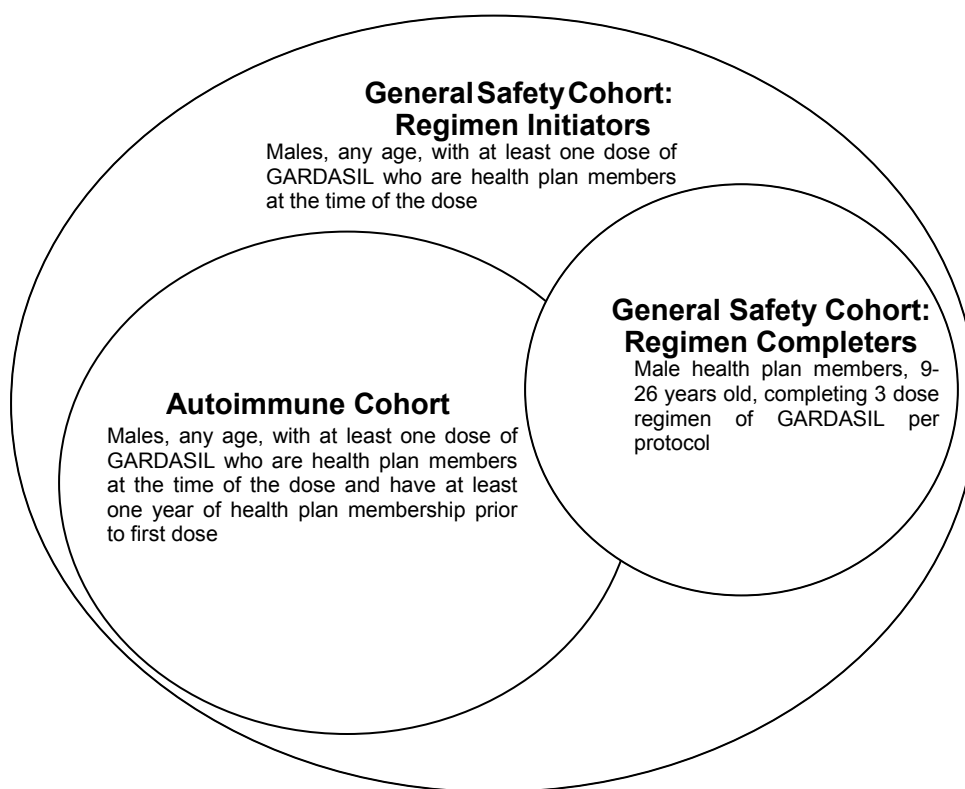 General Safety Cohort:
Regimen Initiators
Males, any age, with at least one dose of
GARDASIL who are health plan members
at the time of the dose
General Safety Cohort:
Regimen Completers
Male health plan members, 9-
26 years old, completing 3 dose
regimen of GARDASIL per
protocol
Autoimmune Cohort
Males, any age, with at least one dose of
GARDASIL who are health plan members
at the time of the dose and have at least
one year of health plan membership prior
to first dose